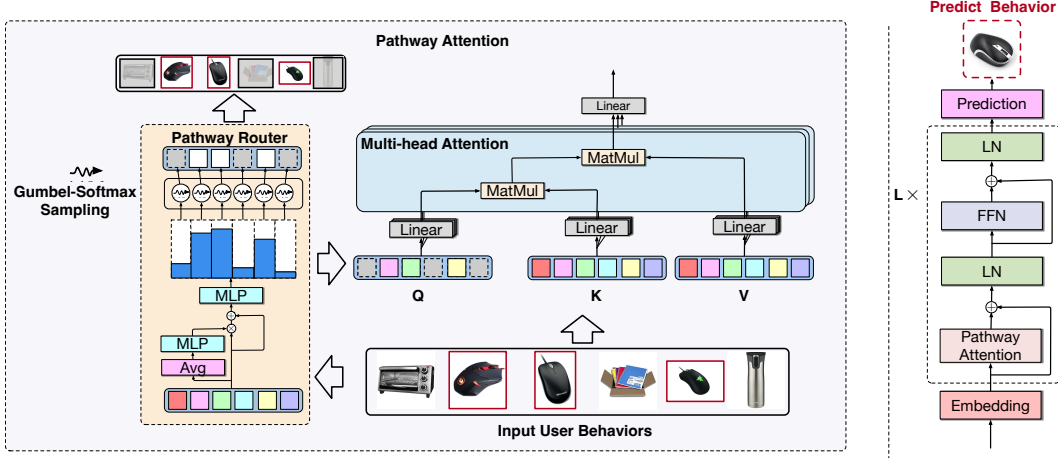 Pathway Attention
Pathway Router
Gumbel-Softmax
Sampling
MLP
MLP
Avg
Linear
Multi-head Attention
MatMul
MatMul
Linear
Linear
Linear
Q
K
V
Input User Behaviors
Predict Behavior
Prediction
LN
L ×
FFN
LN
Pathway
Attention
Embedding